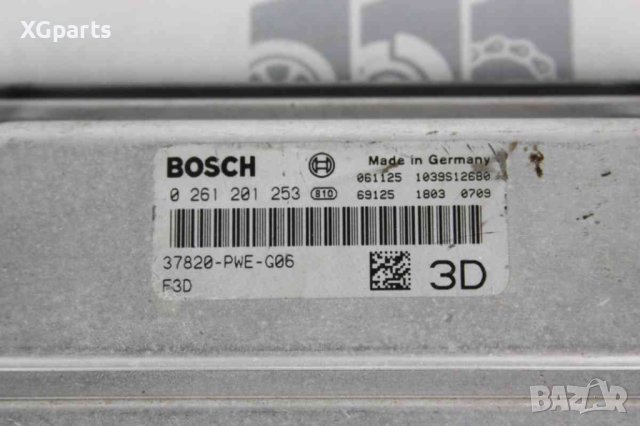 XGparts
BOSCH
Made in Germany
061125 1039S12680
0 261 201 253 810 69125 1803 0709
37820-PWE-G06
F3D
3D
BAZAR